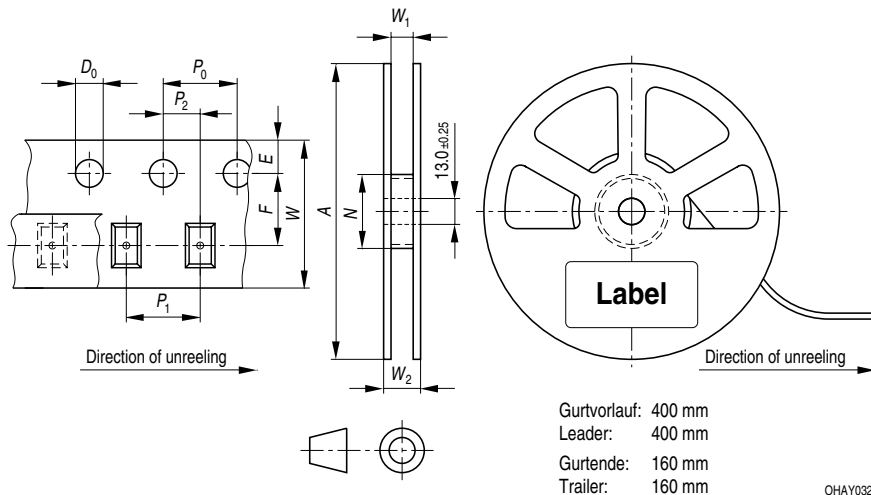 W1
D0
P0
P2
E
F
W
A
N
13.0 ±0.25
Label
P1
W2
Direction of unreeling
Direction of unreeling
Gurtvorlauf: 400 mm
Leader: 400 mm
Gurtende: 160 mm
Trailer: 160 mm
OHAY032